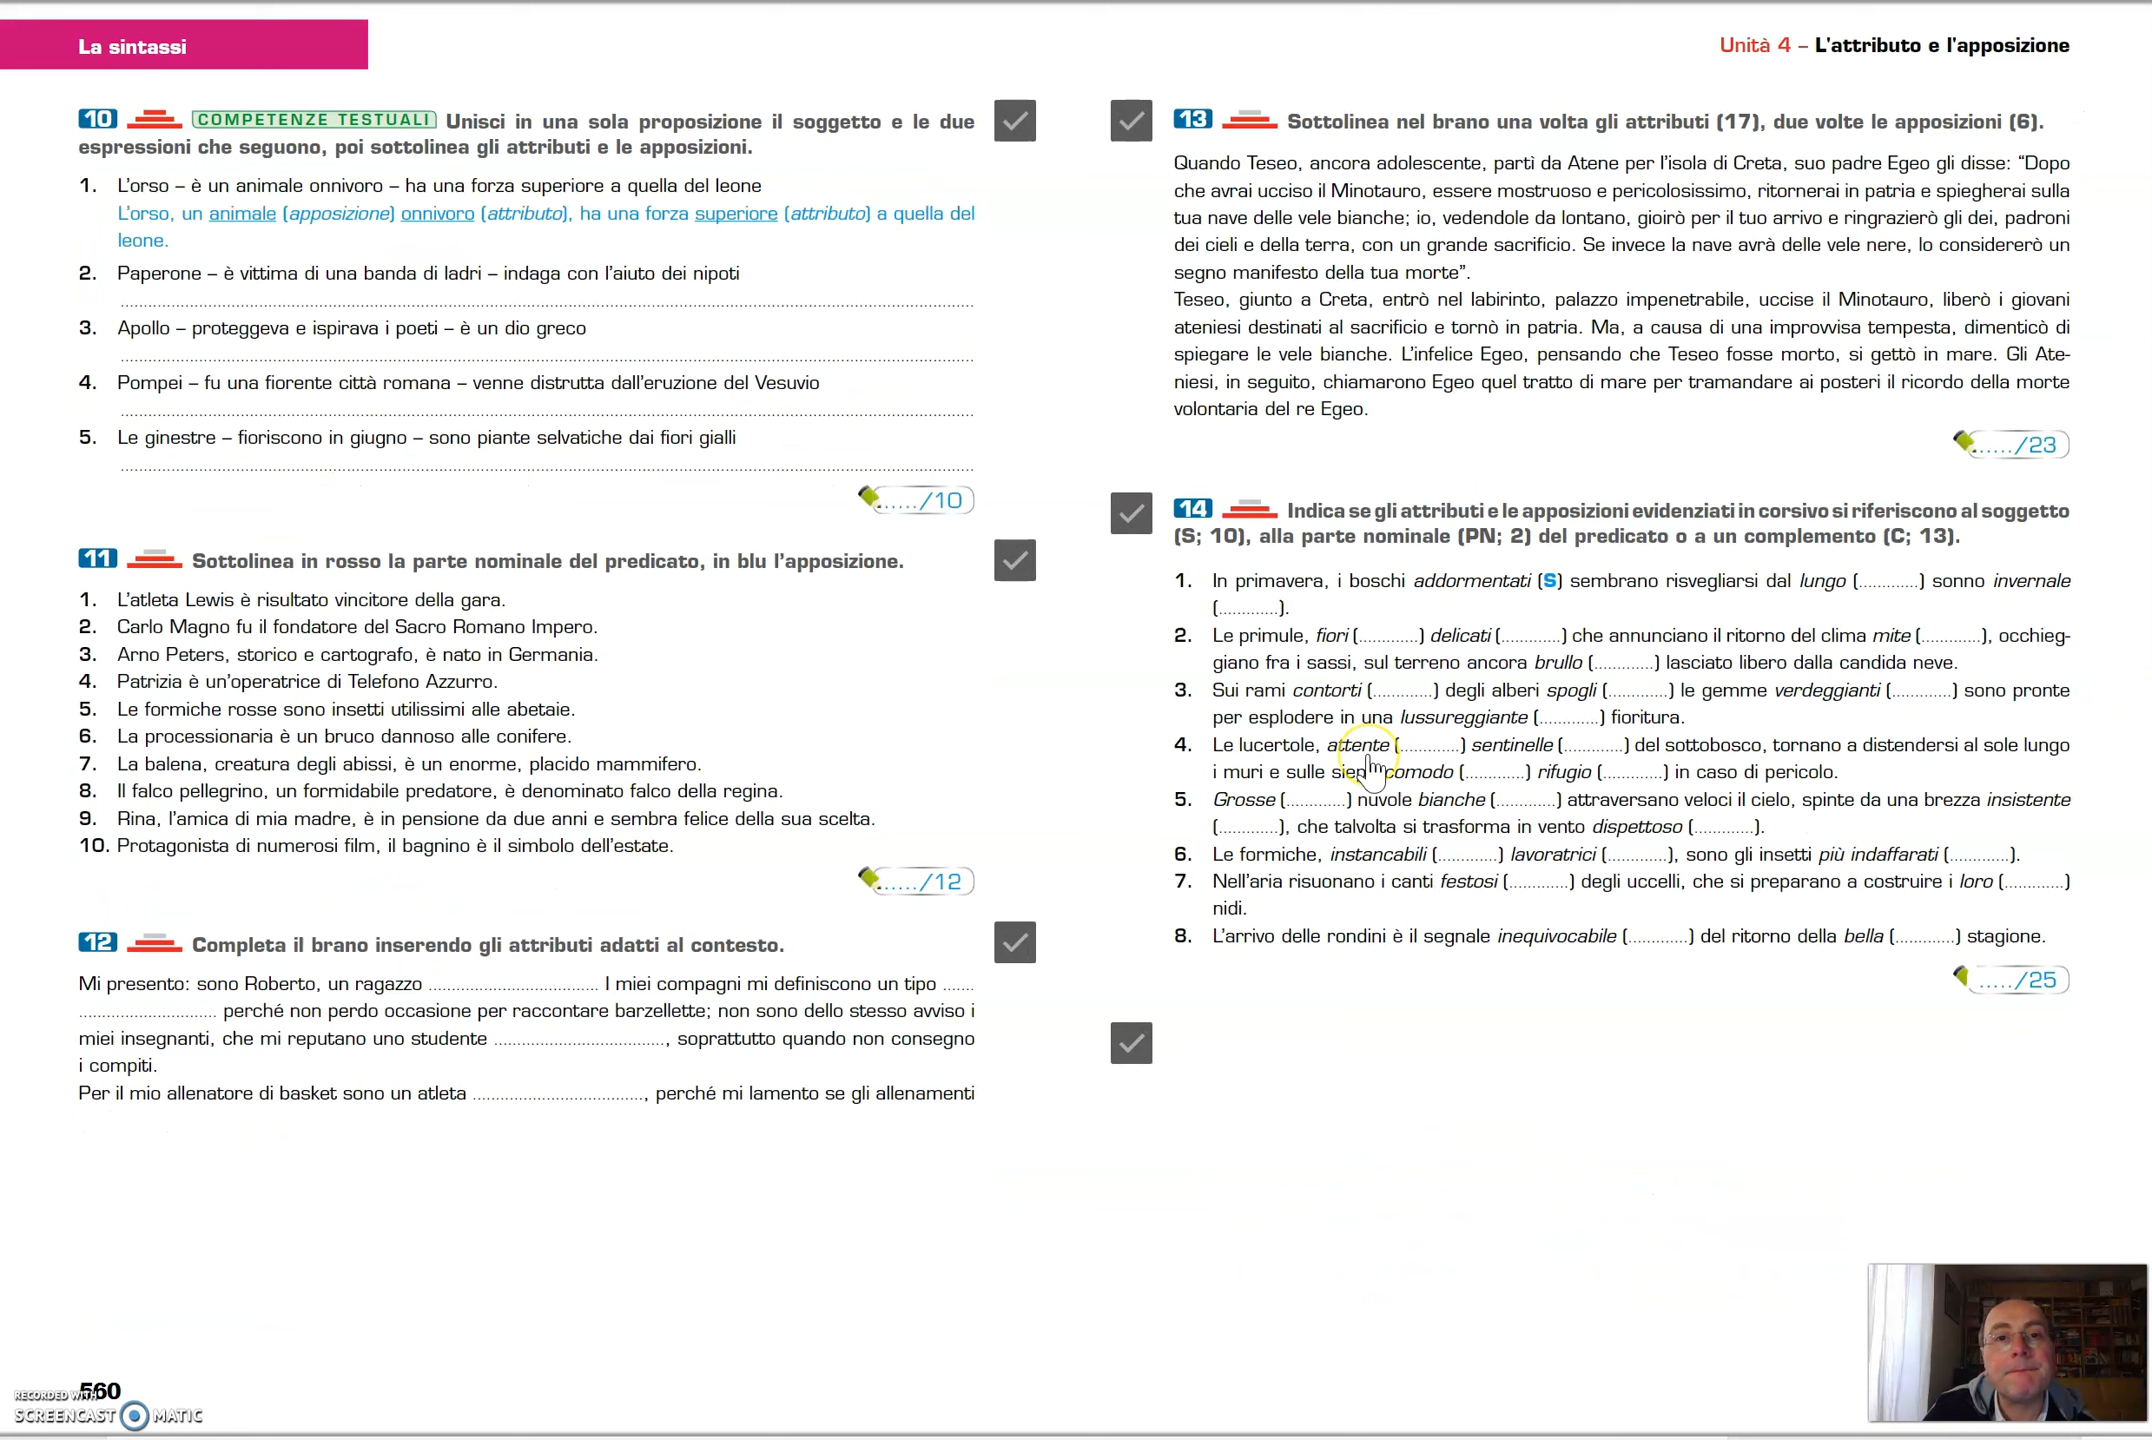 La sintassi
Unità 4 – L'attributo e l'apposizione
10 COMPETENZE TESTUALI Unisci in una sola proposizione il soggetto e le due
espressioni che seguono, poi sottolinea gli attributi e le apposizioni.
1. L'orso – è un animale onnivoro – ha una forza superiore a quella del leone
L'orso, un animale (apposizione) onnivoro (attributo), ha una forza superiore (attributo) a quella del
leone.
2. Paperone – è vittima di una banda di ladri – indaga con l'aiuto dei nipoti
3. Apollo – proteggeva e ispirava i poeti – è un dio greco
4. Pompei – fu una fiorente città romana – venne distrutta dall'eruzione del Vesuvio
5. Le ginestre – fioriscono in giugno – sono piante selvatiche dai fiori gialli
...../10
11 Sottolinea in rosso la parte nominale del predicato, in blu l'apposizione.
1. L'atleta Lewis è risultato vincitore della gara.
2. Carlo Magno fu il fondatore del Sacro Romano Impero.
3. Arno Peters, storico e cartografo, è nato in Germania.
4. Patrizia è un'operatrice di Telefono Azzurro.
5. Le formiche rosse sono insetti utilissimi alle abetaie.
6. La processionaria è un bruco dannoso alle conifere.
7. La balena, creatura degli abissi, è un enorme, placido mammifero.
8. Il falco pellegrino, un formidabile predatore, è denominato falco della regina.
9. Rina, l'amica di mia madre, è in pensione da due anni e sembra felice della sua scelta.
10. Protagonista di numerosi film, il bagnino è il simbolo dell'estate.
...../12
12 Completa il brano inserendo gli attributi adatti al contesto.
Mi presento: sono Roberto, un ragazzo .................................. I miei compagni mi definiscono un tipo .......
............................ perché non perdo occasione per raccontare barzellette; non sono dello stesso avviso i
miei insegnanti, che mi reputano uno studente .................................., soprattutto quando non consegno
i compiti.
Per il mio allenatore di basket sono un atleta .................................., perché mi lamento se gli allenamenti
13 Sottolinea nel brano una volta gli attributi (17), due volte le apposizioni (6).
Quando Teseo, ancora adolescente, partì da Atene per l'isola di Creta, suo padre Egeo gli disse: "Dopo
che avrai ucciso il Minotauro, essere mostruoso e pericolosissimo, ritornerai in patria e spiegherai sulla
tua nave delle vele bianche; io, vedendole da lontano, gioirò per il tuo arrivo e ringrazierò gli dei, padroni
dei cieli e della terra, con un grande sacrificio. Se invece la nave avrà delle vele nere, lo considererò un
segno manifesto della tua morte".
Teseo, giunto a Creta, entrò nel labirinto, palazzo impenetrabile, uccise il Minotauro, liberò i giovani
ateniesi destinati al sacrificio e tornò in patria. Ma, a causa di una improvvisa tempesta, dimenticò di
spiegare le vele bianche. L'infelice Egeo, pensando che Teseo fosse morto, si gettò in mare. Gli Ate-
niesi, in seguito, chiamarono Egeo quel tratto di mare per tramandare ai posteri il ricordo della morte
volontaria del re Egeo.
...../23
14 Indica se gli attributi e le apposizioni evidenziati in corsivo si riferiscono al soggetto
(S; 10), alla parte nominale (PN; 2) del predicato o a un complemento (C; 13).
1. In primavera, i boschi addormentati (S) sembrano risvegliarsi dal lungo (............) sonno invernale
(............).
2. Le primule, fiori (............) delicati (............) che annunciano il ritorno del clima mite (............), occhieg-
giano fra i sassi, sul terreno ancora brullo (............) lasciato libero dalla candida neve.
3. Sui rami contorti (............) degli alberi spogli (............) le gemme verdeggianti (............) sono pronte
per esplodere in una lussureggiante (............) fioritura.
4. Le lucertole, attente (............) sentinelle (............) del sottobosco, tornano a distendersi al sole lungo
i muri e sulle comodo (............) rifugio (............) in caso di pericolo.
5. Grosse (............) nuvole bianche (............) attraversano veloci il cielo, spinte da una brezza insistente
(............), che talvolta si trasforma in vento dispettoso (............).
6. Le formiche, instancabili (............) lavoratrici (............), sono gli insetti più indaffarati (............).
7. Nell'aria risuonano i canti festosi (............) degli uccelli, che si preparano a costruire i loro (............)
nidi.
8. L'arrivo delle rondini è il segnale inequivocabile (............) del ritorno della bella (............) stagione.
...../25
560
RECORDED WITH
SCREENCAST MATIC